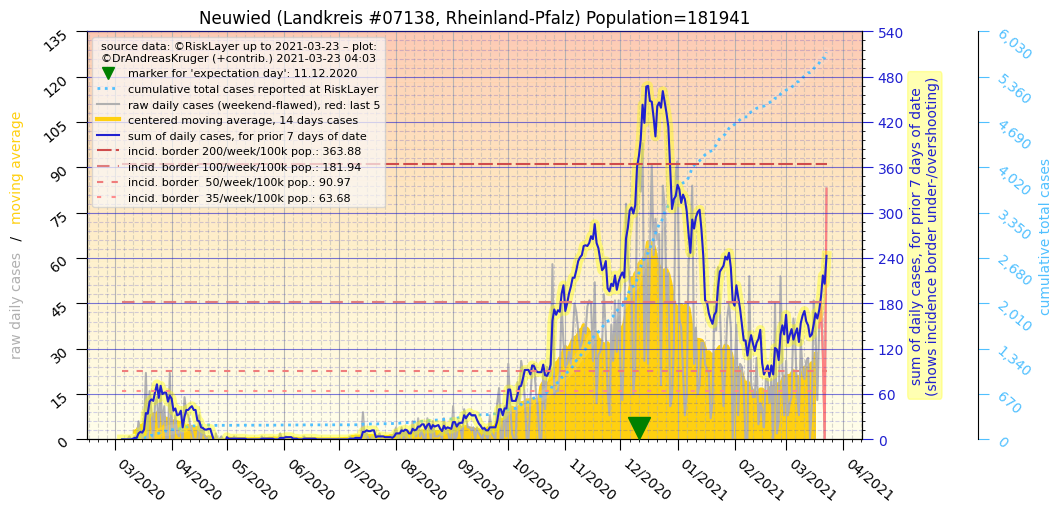 Neuwied (Landkreis #07138, Rheinland-Pfalz) Population=181941
source data: ©RiskLayer up to 2021-03-23 – plot:
©DrAndreasKruger (+contrib.) 2021-03-23 04:03
marker for 'expectation day': 11.12.2020
cumulative total cases reported at RiskLayer
raw daily cases (weekend-flawed), red: last 5
centered moving average, 14 days cases
sum of daily cases, for prior 7 days of date
incid. border 200/week/100k pop.: 363.88
incid. border 100/week/100k pop.: 181.94
incid. border 50/week/100k pop.: 90.97
incid. border 35/week/100k pop.: 63.68
raw daily cases / moving average
135
120
105
90
75
60
45
30
15
0
03/2020
04/2020
05/2020
06/2020
07/2020
08/2020
09/2020
10/2020
11/2020
12/2020
01/2021
02/2021
03/2021
04/2021
540
480
420
360
300
240
180
120
60
0
sum of daily cases, for prior 7 days of date
(shows incidence border under-/overshooting)
6,030
5,360
4,690
4,020
3,350
2,680
2,010
1,340
670
0
cumulative total cases